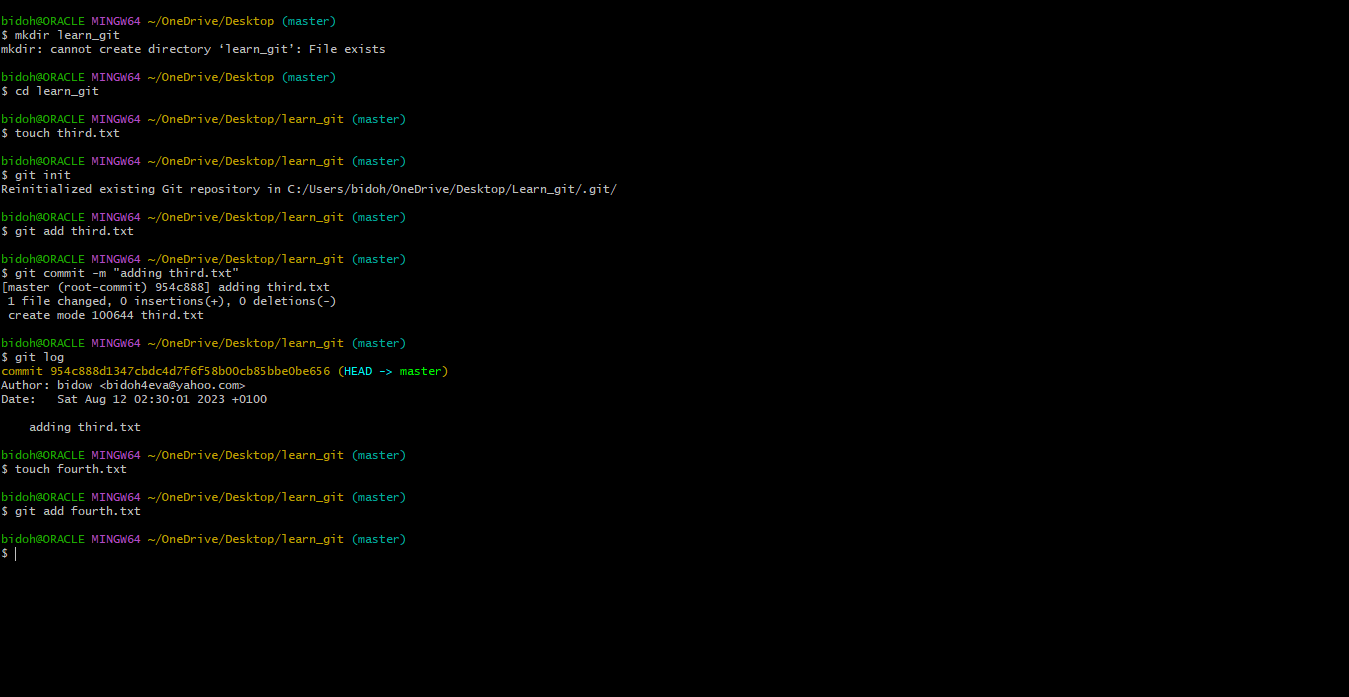 bidoh@ORACLE MINGW64 ~/OneDrive/Desktop (master)
$ mkdir learn_git
mkdir: cannot create directory ‘learn_git’: File exists
bidoh@ORACLE MINGW64 ~/OneDrive/Desktop (master)
$ cd learn_git
bidoh@ORACLE MINGW64 ~/OneDrive/Desktop/learn_git (master)
$ touch third.txt
bidoh@ORACLE MINGW64 ~/OneDrive/Desktop/learn_git (master)
$ git init
Reinitialized existing Git repository in C:/Users/bidoh/OneDrive/Desktop/Learn_git/.git/
bidoh@ORACLE MINGW64 ~/OneDrive/Desktop/learn_git (master)
$ git add third.txt
bidoh@ORACLE MINGW64 ~/OneDrive/Desktop/learn_git (master)
$ git commit -m "adding third.txt"
[master (root-commit) 954c888] adding third.txt
 1 file changed, 0 insertions(+), 0 deletions(-)
 create mode 100644 third.txt
bidoh@ORACLE MINGW64 ~/OneDrive/Desktop/learn_git (master)
$ git log
commit 954c888d1347cbdc4d7f6f58b00cb85bbe0be656 (HEAD -> master)
Author: bidow <bidoh4eva@yahoo.com>
Date:   Sat Aug 12 02:30:01 2023 +0100
    adding third.txt
bidoh@ORACLE MINGW64 ~/OneDrive/Desktop/learn_git (master)
$ touch fourth.txt
bidoh@ORACLE MINGW64 ~/OneDrive/Desktop/learn_git (master)
$ git add fourth.txt
bidoh@ORACLE MINGW64 ~/OneDrive/Desktop/learn_git (master)
$